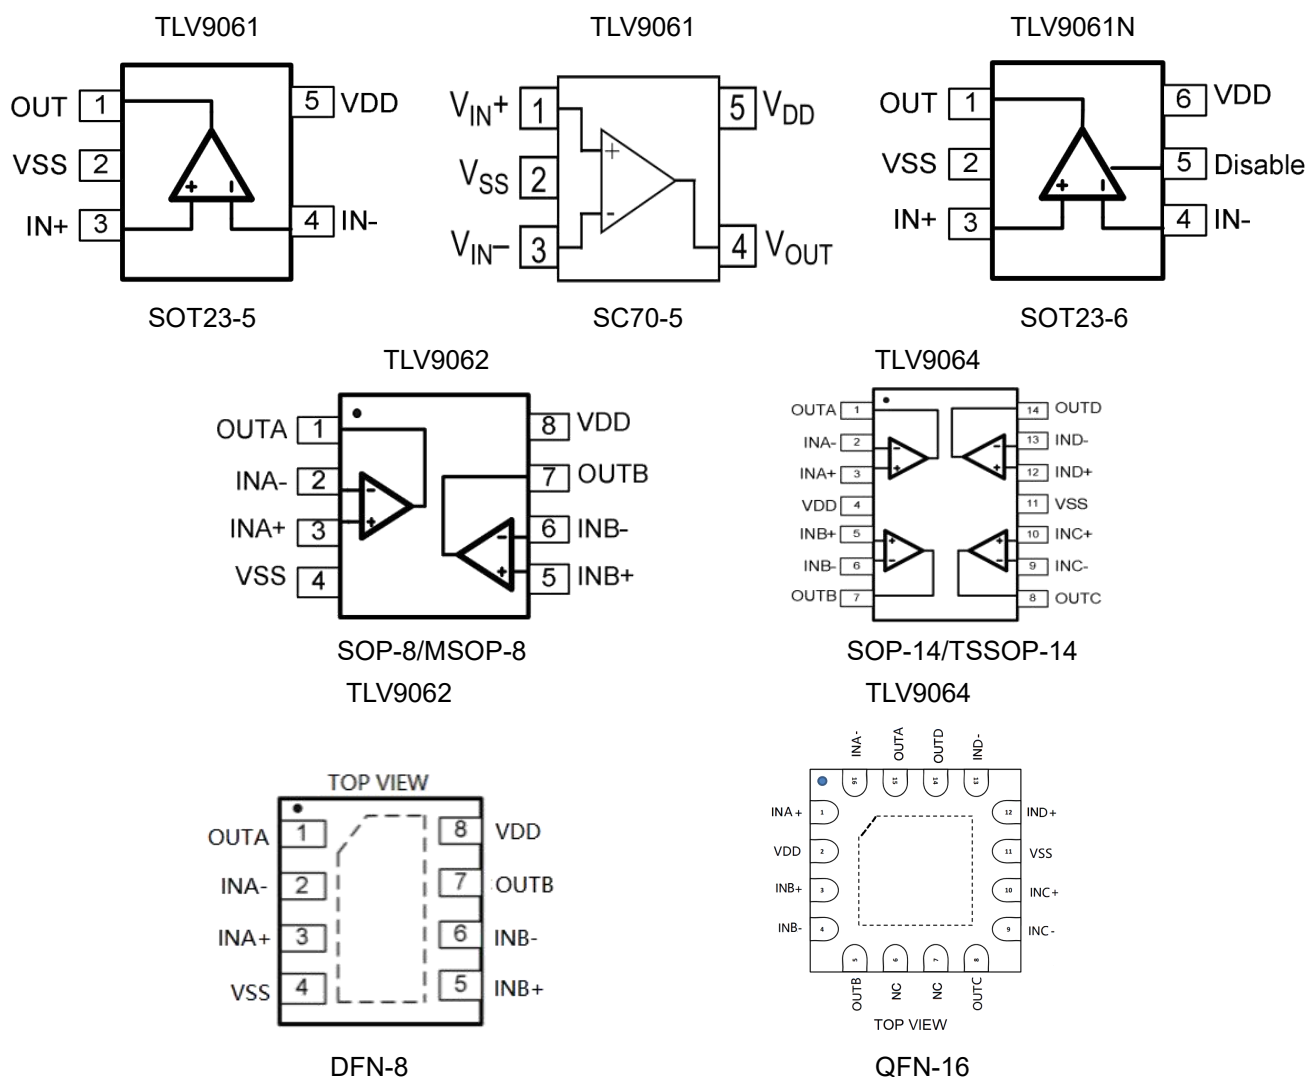 TLV9061 TLV9061 TLV9061N
OUT 1 5 VDD
VSS 2
IN+ 3 4 IN-
+ -
SOT23-5
VIN+ 1 5 VDD
VSS 2
VIN− 3 4 VOUT
+
-
SC70-5
OUT 1 6 VDD
VSS 2 5 Disable
IN+ 3 4 IN-
+ -
SOT23-6
TLV9062 TLV9064
OUTA 1 8 VDD
INA- 2 7 OUTB
INA+ 3 6 INB-
VSS 4 5 INB+
- +
- +
SOP-8/MSOP-8
OUTA 1 14 OUTD
INA- 2 13 IND-
INA+ 3 12 IND+
VDD 4 11 VSS
INB+ 5 10 INC+
INB- 6 9 INC-
OUTB 7 8 OUTC
- + - +
+ - + -
SOP-14/TSSOP-14
TLV9062 TLV9064
TOP VIEW
OUTA 1 8 VDD
INA- 2 7 OUTB
INA+ 3 6 INB-
VSS 4 5 INB+
DFN-8
INA- OUTA OUTD IND-
16 15 14 13
INA+ 1 12 IND+
VDD 2 11 VSS
INB+ 3 10 INC+
INB- 4 9 INC-
5 6 7 8
OUTB NC NC OUTC
TOP VIEW
QFN-16